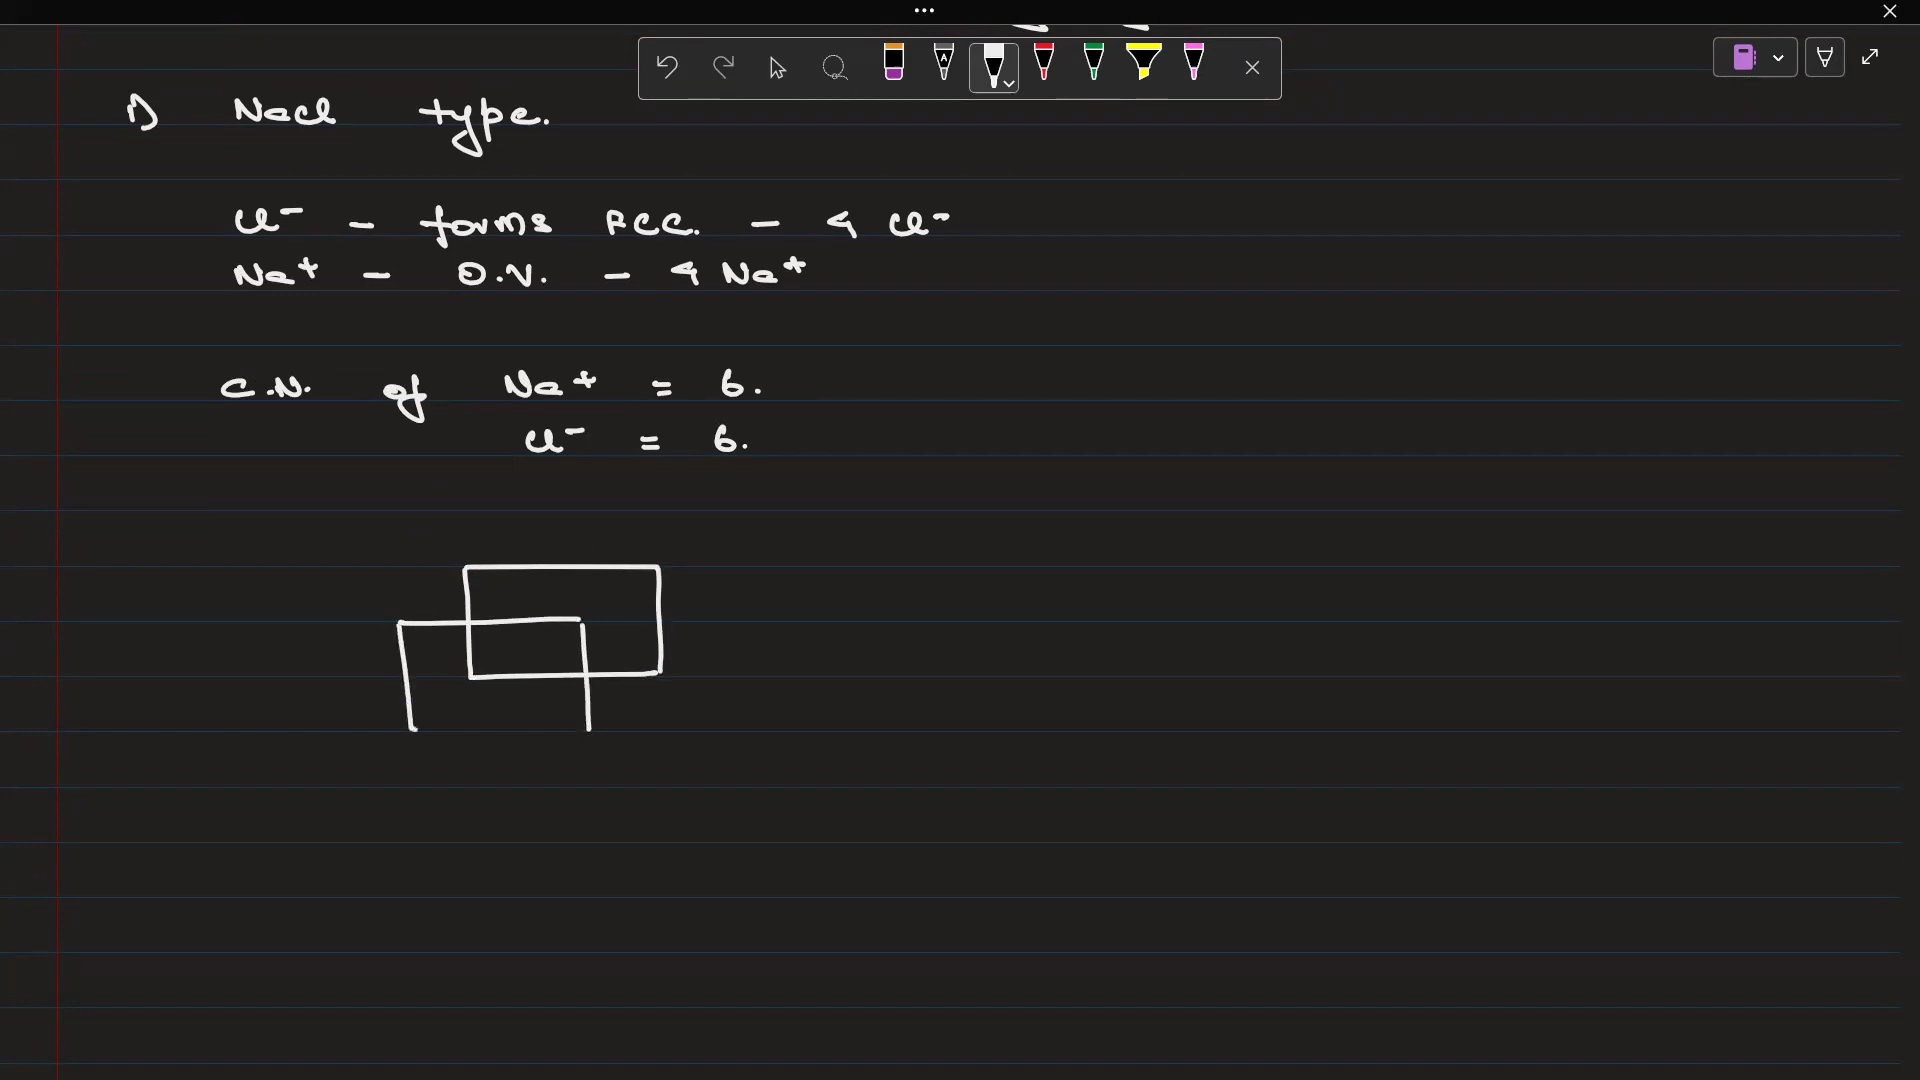 1) NaCl type.
Cl⁻ - forms FCC. - 4 Cl⁻
Na⁺ - O.V. - 4 Na⁺
C.N. of Na⁺ = 6.
Cl⁻ = 6.